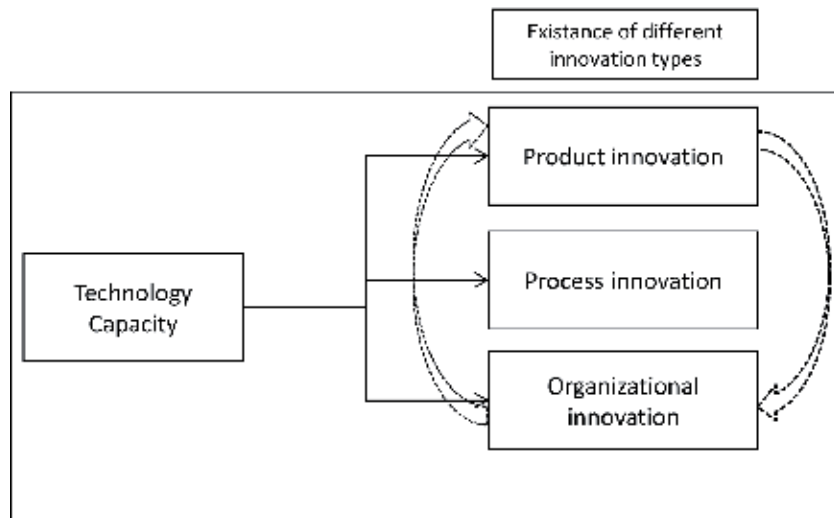 Existance of different
innovation types
Product innovation
Technology
Capacity
Process innovation
Organizational
innovation